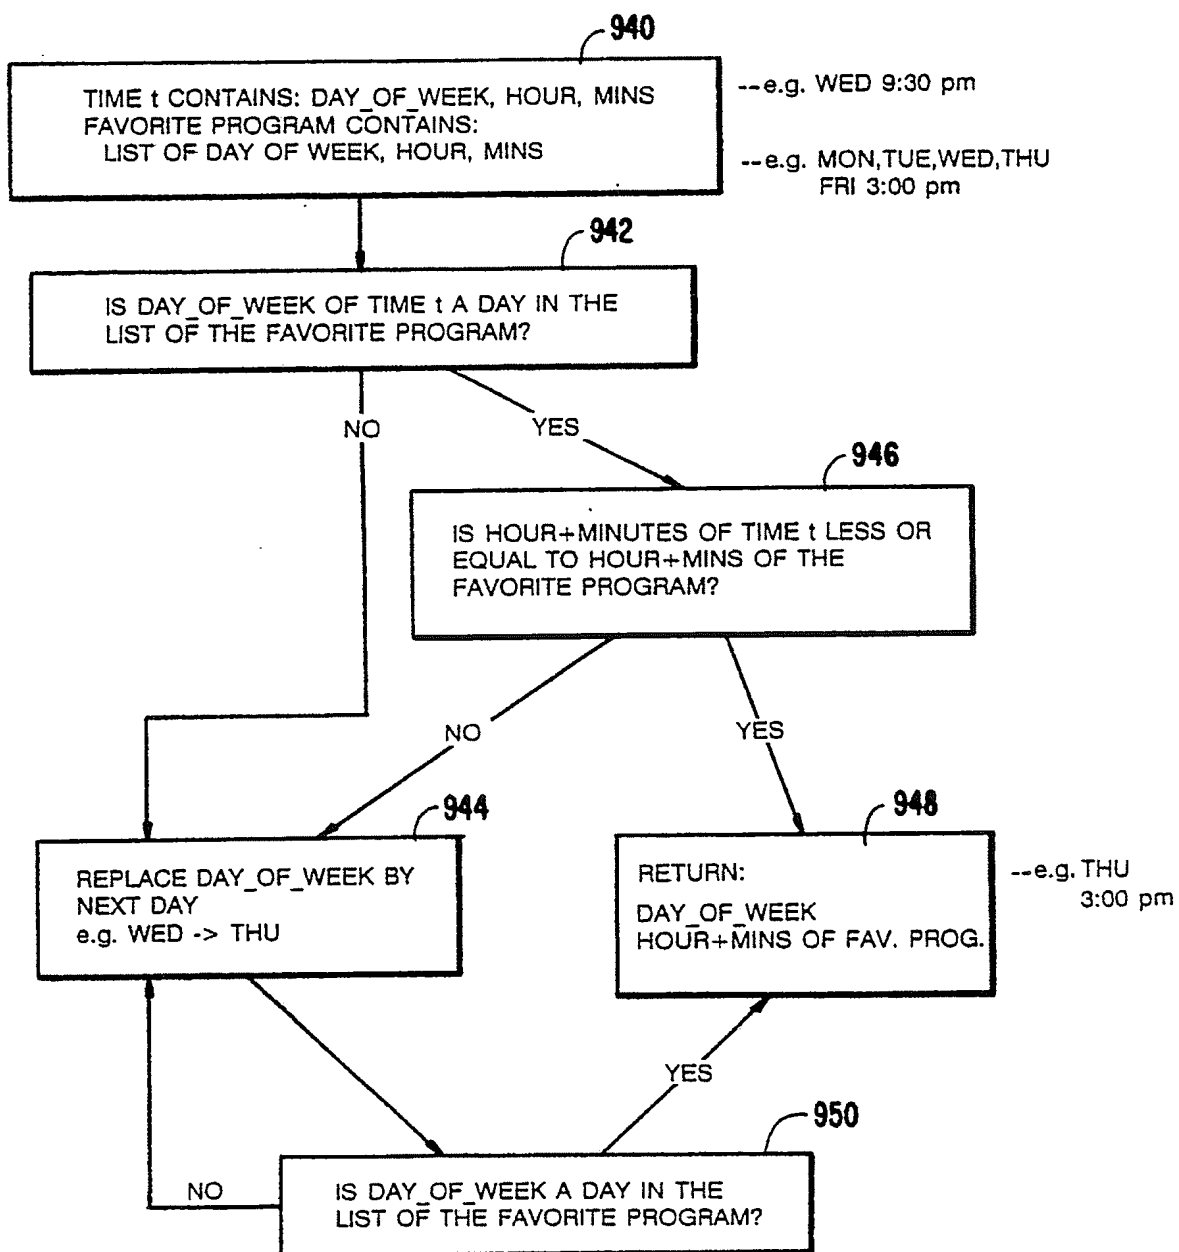 940
TIME t CONTAINS: DAY_OF_WEEK, HOUR, MINS
FAVORITE PROGRAM CONTAINS:
LIST OF DAY OF WEEK, HOUR, MINS
--e.g. WED 9:30 pm
--e.g. MON,TUE,WED,THU
FRI 3:00 pm
942
IS DAY_OF_WEEK OF TIME t A DAY IN THE
LIST OF THE FAVORITE PROGRAM?
NO
YES
946
IS HOUR+MINUTES OF TIME t LESS OR
EQUAL TO HOUR+MINS OF THE
FAVORITE PROGRAM?
NO
YES
944
REPLACE DAY_OF_WEEK BY
NEXT DAY
e.g. WED -> THU
948
RETURN:
DAY_OF_WEEK
HOUR+MINS OF FAV. PROG.
--e.g. THU
3:00 pm
YES
950
NO
IS DAY_OF_WEEK A DAY IN THE
LIST OF THE FAVORITE PROGRAM?